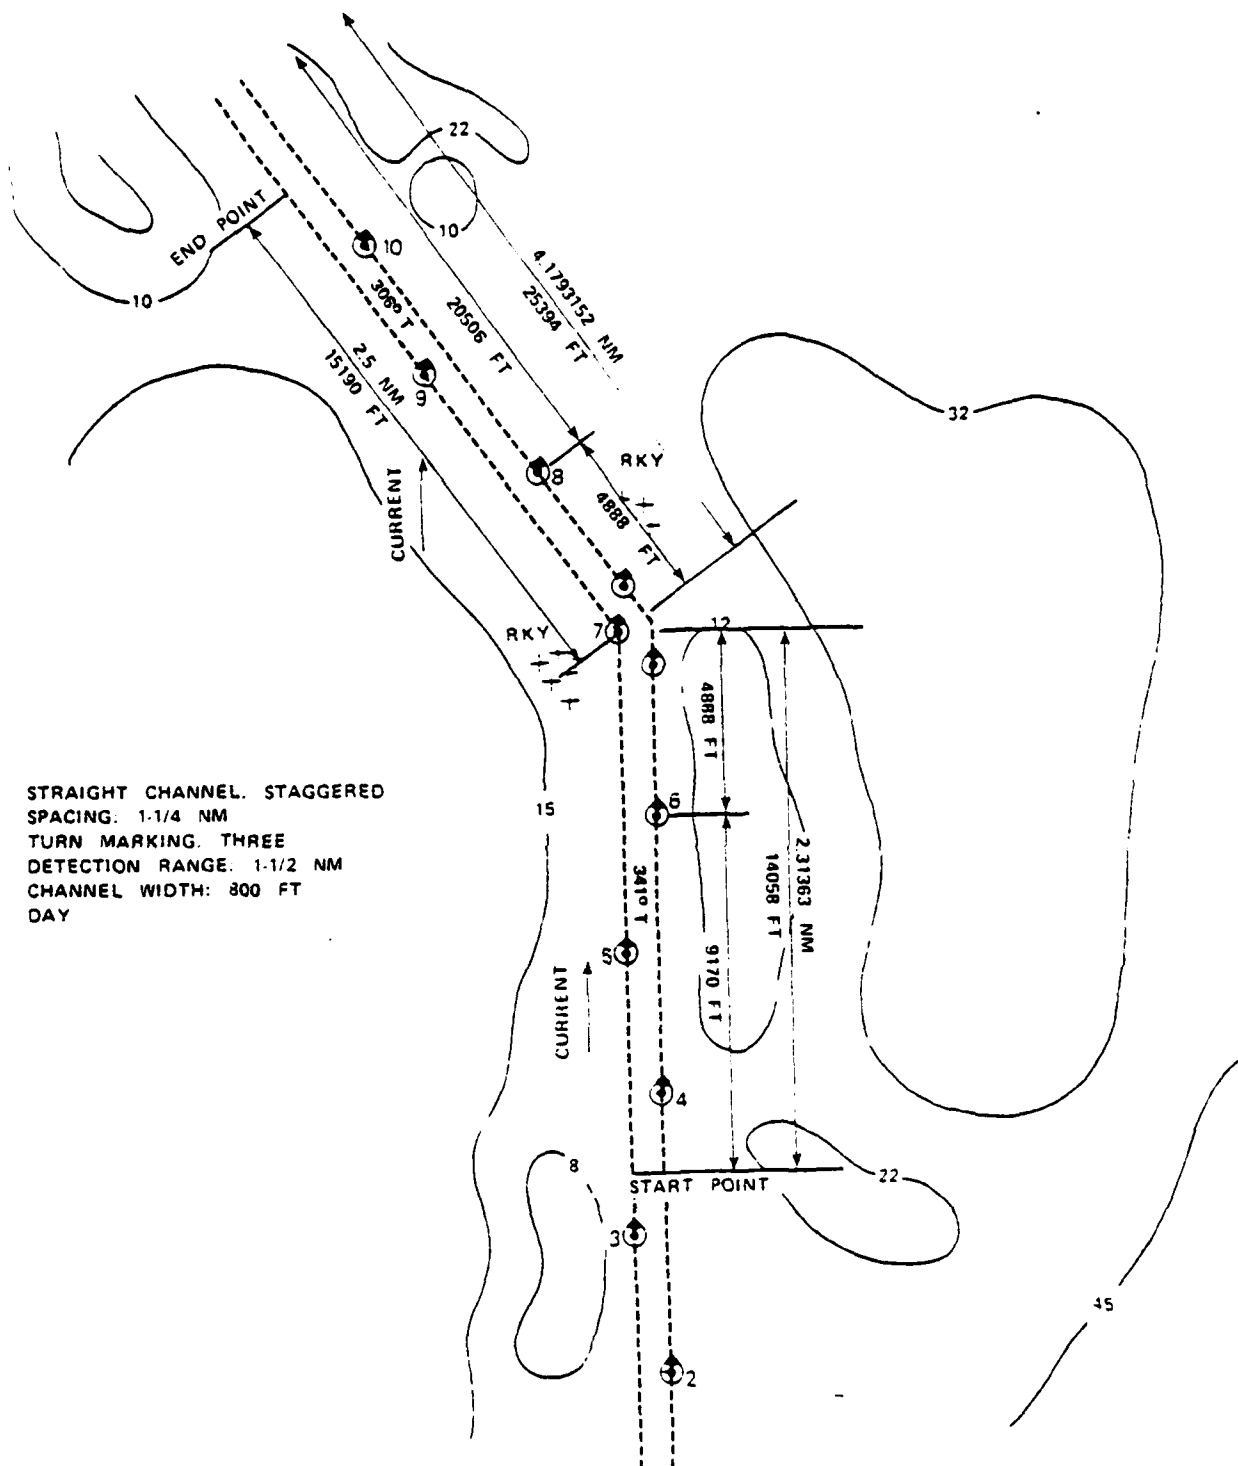 22
10
END POINT
10
10
306º T
20506 FT
4.1793152 NM
25394 FT
2.5 NM
15190 FT
9
32
RKY
8
4888 FT
CURRENT
7
RKY
12
4888 FT
STRAIGHT CHANNEL. STAGGERED
SPACING: 1-1/4 NM
TURN MARKING. THREE
DETECTION RANGE: 1-1/2 NM
CHANNEL WIDTH: 800 FT
DAY
15
6
341º T
2.31363 NM
14058 FT
9170 FT
5
CURRENT
4
8
START POINT
22
3
45
2